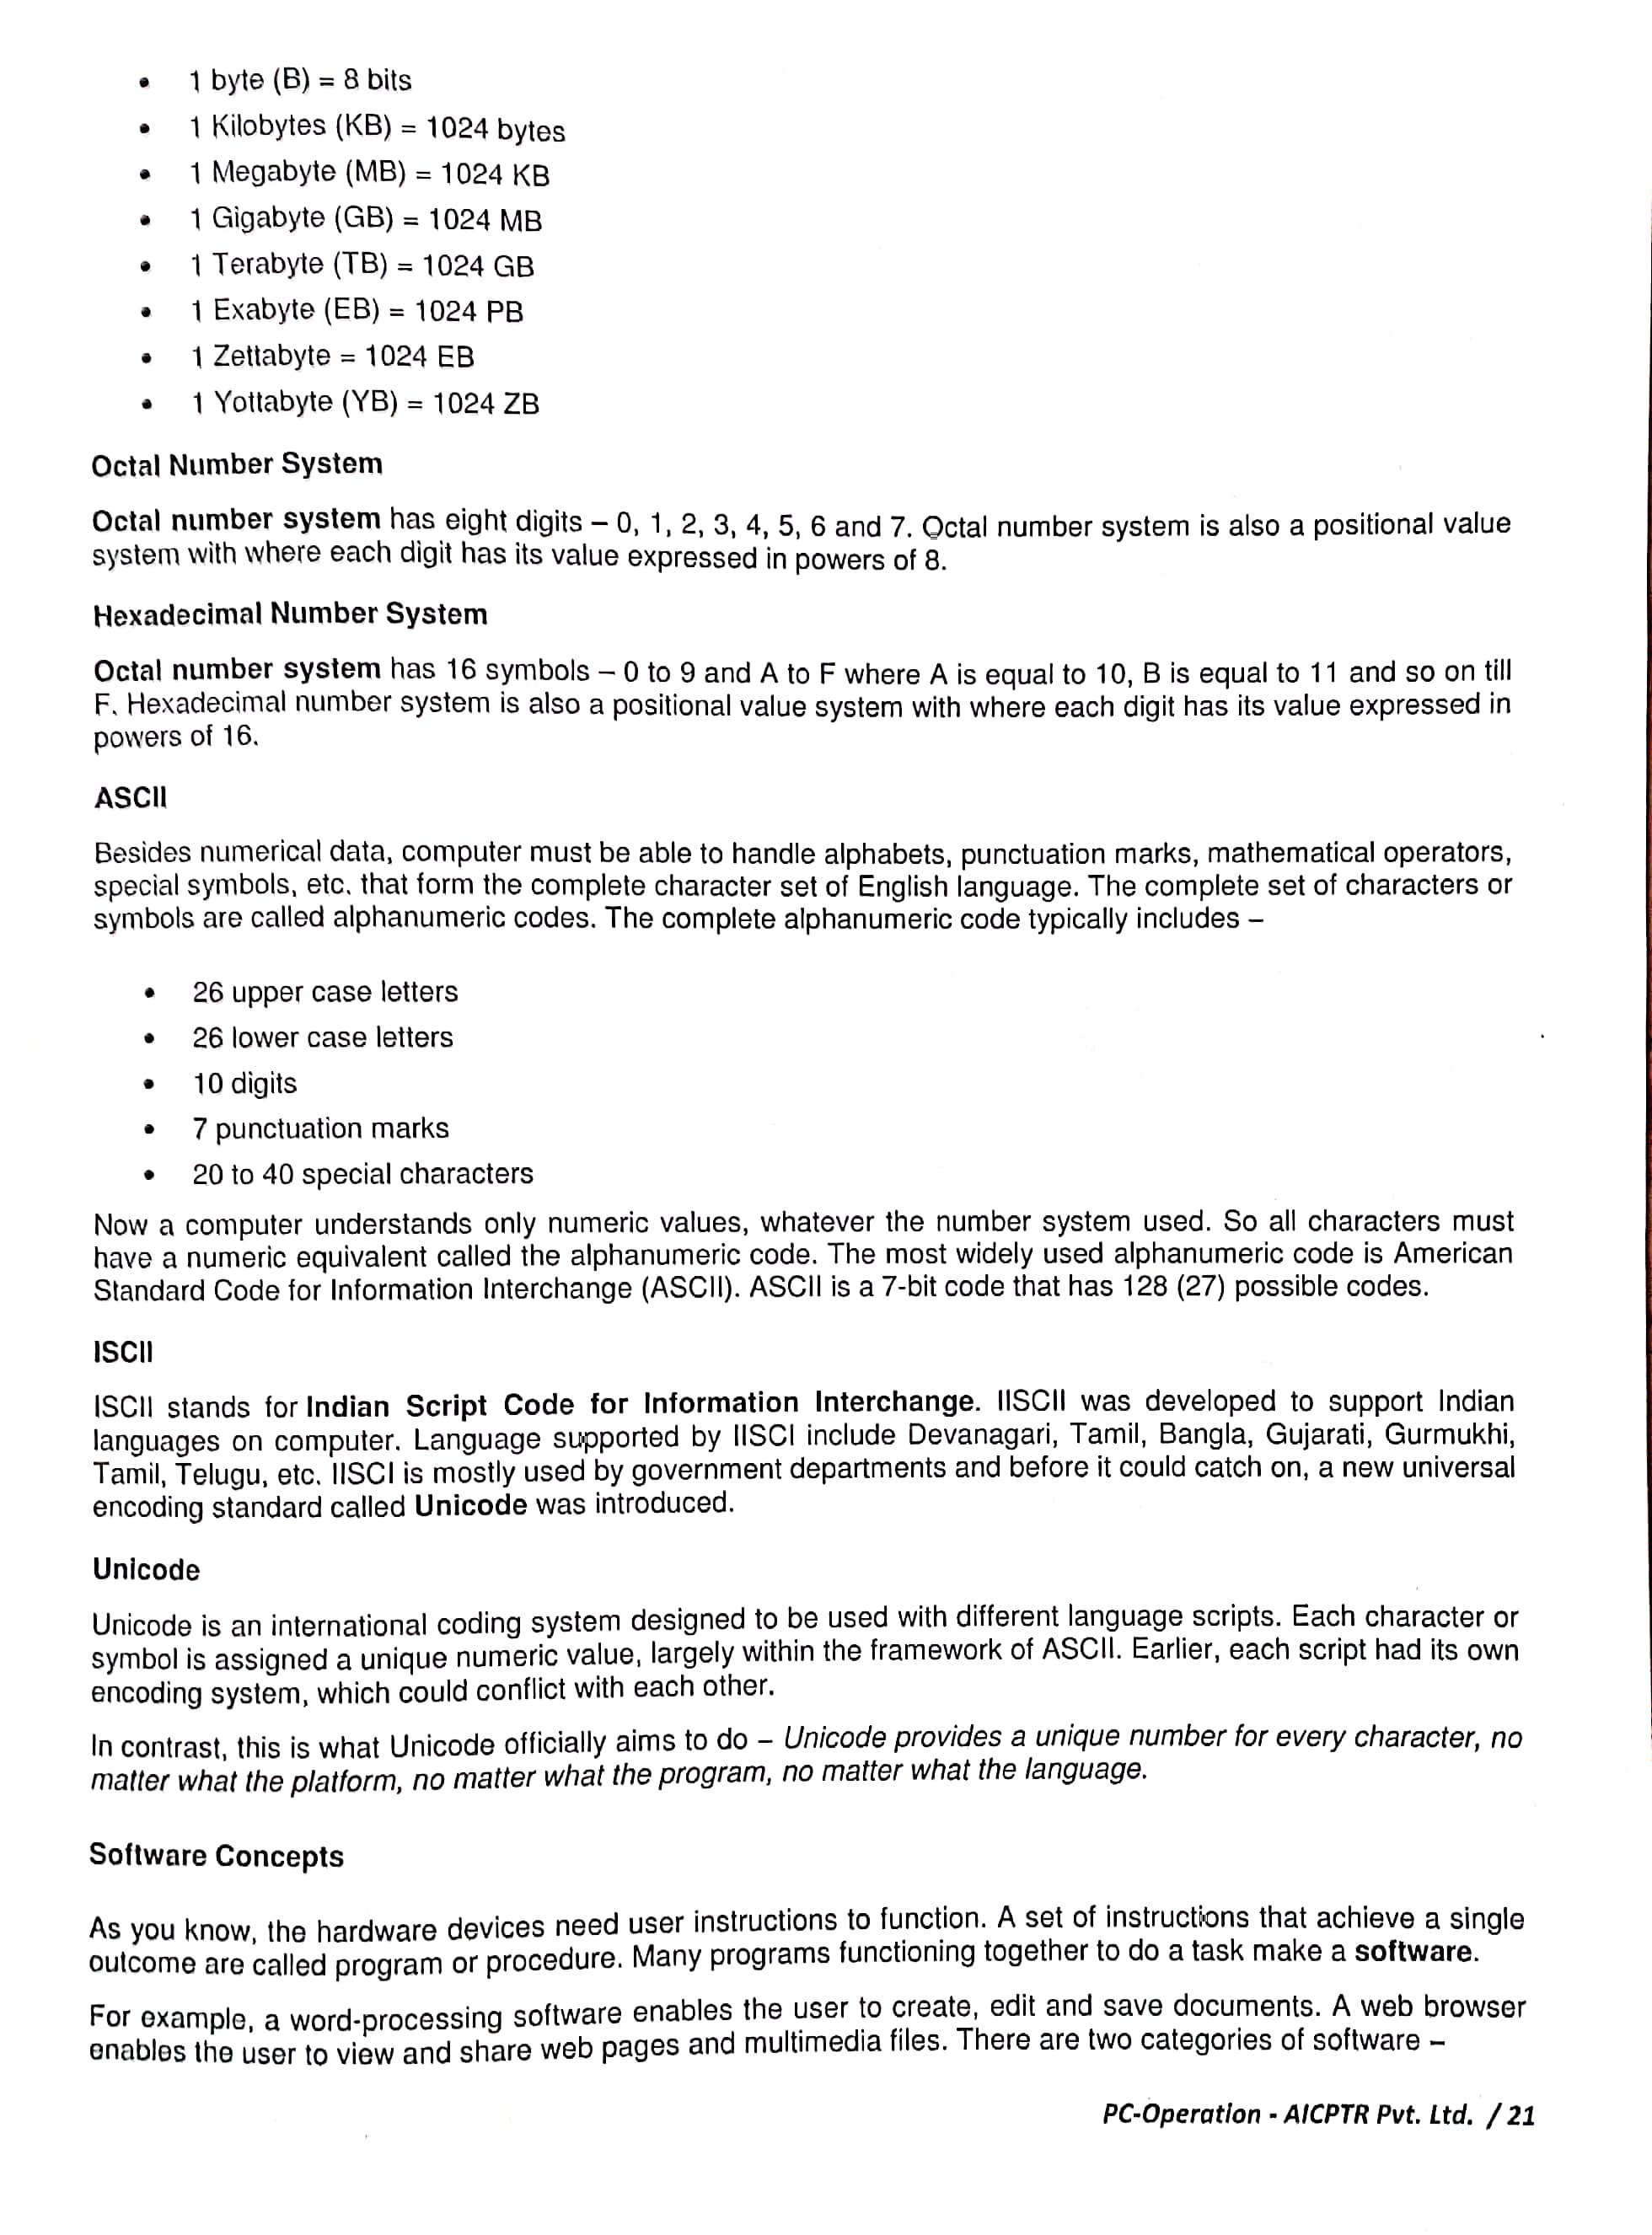 • 1 byte (B) = 8 bits
• 1 Kilobytes (KB) = 1024 bytes
• 1 Megabyte (MB) = 1024 KB
• 1 Gigabyte (GB) = 1024 MB
• 1 Terabyte (TB) = 1024 GB
• 1 Exabyte (EB) = 1024 PB
• 1 Zettabyte = 1024 EB
• 1 Yottabyte (YB) = 1024 ZB
Octal Number System
Octal number system has eight digits – 0, 1, 2, 3, 4, 5, 6 and 7. Octal number system is also a positional value
system with where each digit has its value expressed in powers of 8.
Hexadecimal Number System
Octal number system has 16 symbols – 0 to 9 and A to F where A is equal to 10, B is equal to 11 and so on till
F. Hexadecimal number system is also a positional value system with where each digit has its value expressed in
powers of 16.
ASCII
Besides numerical data, computer must be able to handle alphabets, punctuation marks, mathematical operators,
special symbols, etc. that form the complete character set of English language. The complete set of characters or
symbols are called alphanumeric codes. The complete alphanumeric code typically includes –
• 26 upper case letters
• 26 lower case letters
• 10 digits
• 7 punctuation marks
• 20 to 40 special characters
Now a computer understands only numeric values, whatever the number system used. So all characters must
have a numeric equivalent called the alphanumeric code. The most widely used alphanumeric code is American
Standard Code for Information Interchange (ASCII). ASCII is a 7-bit code that has 128 (27) possible codes.
ISCII
ISCII stands for Indian Script Code for Information Interchange. IISCII was developed to support Indian
languages on computer. Language supported by IISCI include Devanagari, Tamil, Bangla, Gujarati, Gurmukhi,
Tamil, Telugu, etc. IISCI is mostly used by government departments and before it could catch on, a new universal
encoding standard called Unicode was introduced.
Unicode
Unicode is an international coding system designed to be used with different language scripts. Each character or
symbol is assigned a unique numeric value, largely within the framework of ASCII. Earlier, each script had its own
encoding system, which could conflict with each other.
In contrast, this is what Unicode officially aims to do – Unicode provides a unique number for every character, no
matter what the platform, no matter what the program, no matter what the language.
Software Concepts
As you know, the hardware devices need user instructions to function. A set of instructions that achieve a single
outcome are called program or procedure. Many programs functioning together to do a task make a software.
For example, a word-processing software enables the user to create, edit and save documents. A web browser
enables the user to view and share web pages and multimedia files. There are two categories of software –
PC-Operation - AICPTR Pvt. Ltd. / 21